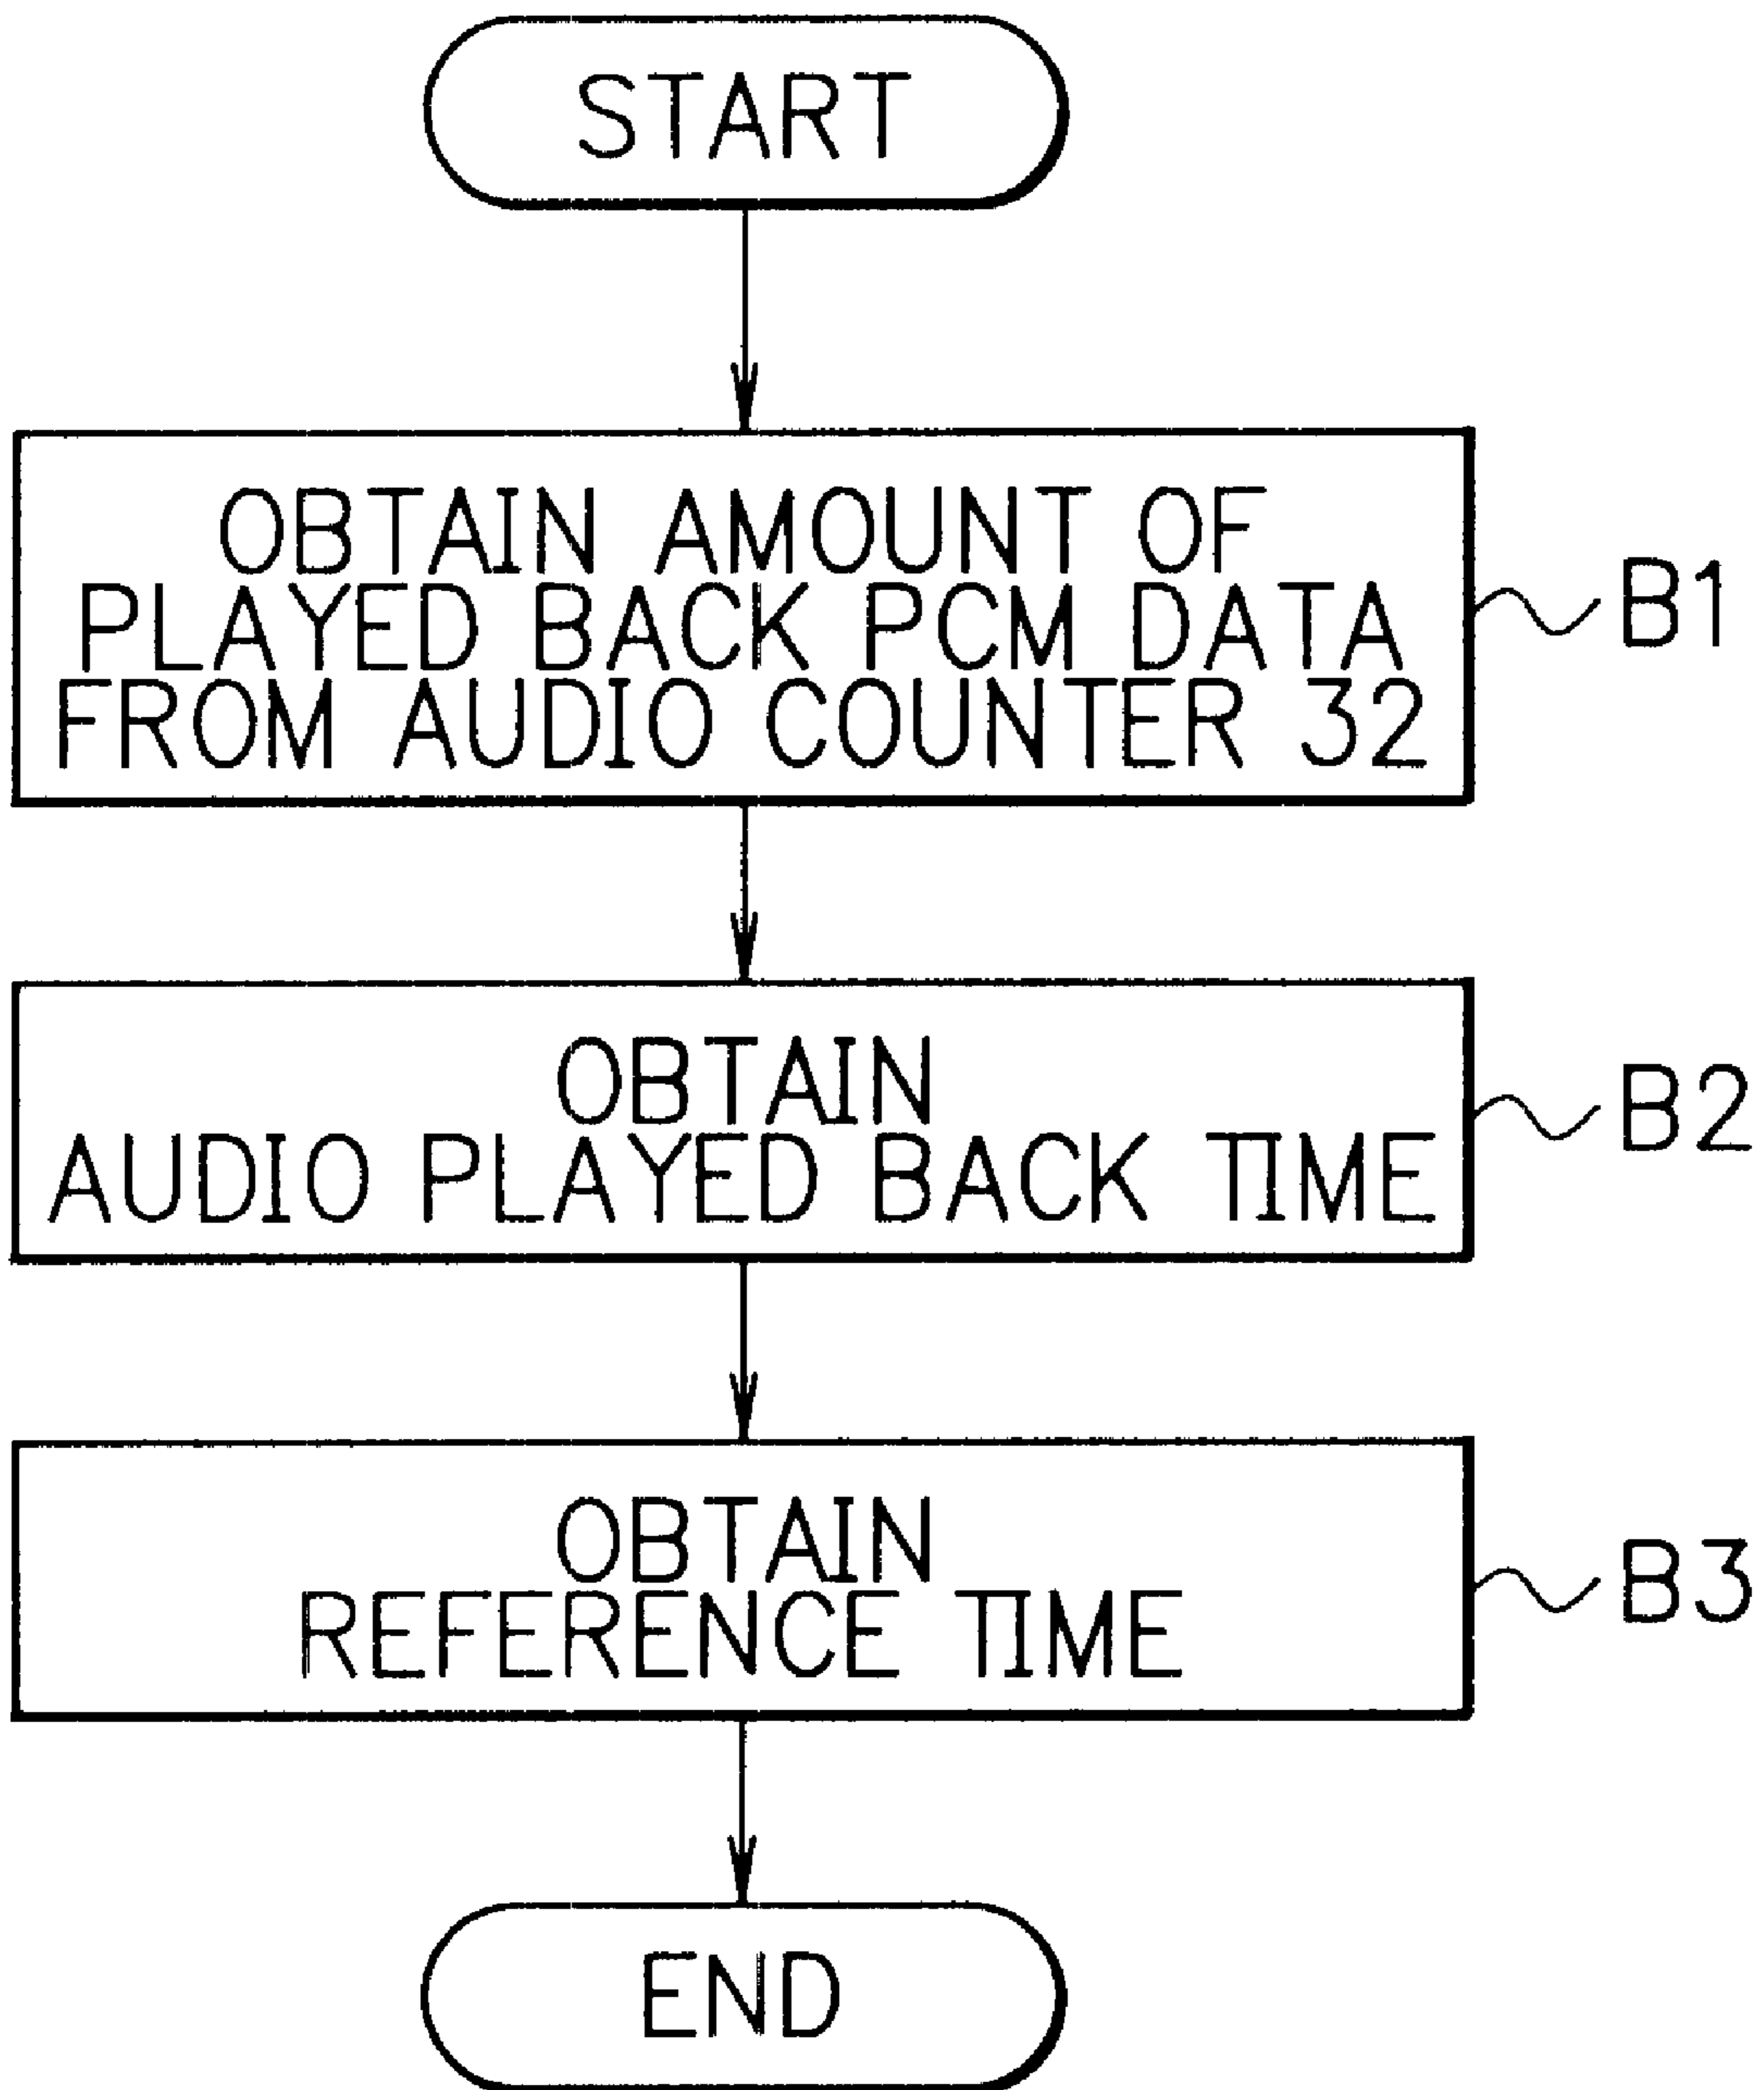 START
OBTAIN AMOUNT OF
PLAYED BACK PCM DATA
FROM AUDIO COUNTER 32
B1
OBTAIN
AUDIO PLAYED BACK TIME
B2
OBTAIN
REFERENCE TIME
B3
END